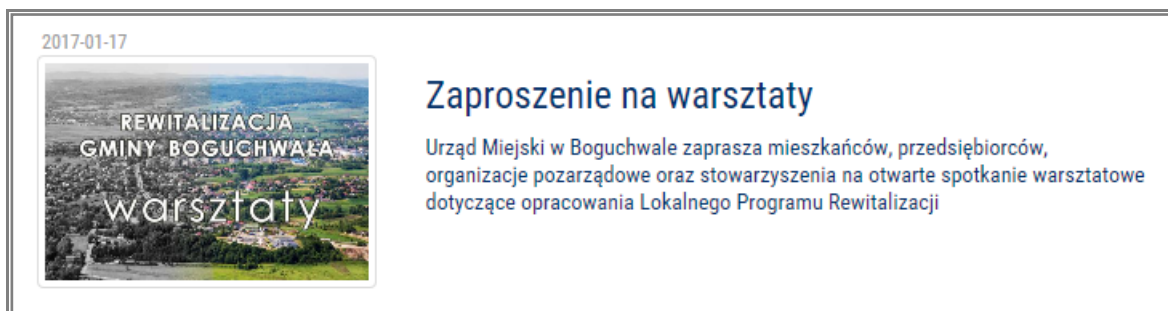 2017-01-17
REWITALIZACJA
GMINY BOGUCHWAŁA
warsztaty
Zaproszenie na warsztaty
Urząd Miejski w Boguchwale zaprasza mieszkańców, przedsiębiorców,
organizacje pozarządowe oraz stowarzyszenia na otwarte spotkanie warsztatowe
dotyczące opracowania Lokalnego Programu Rewitalizacji